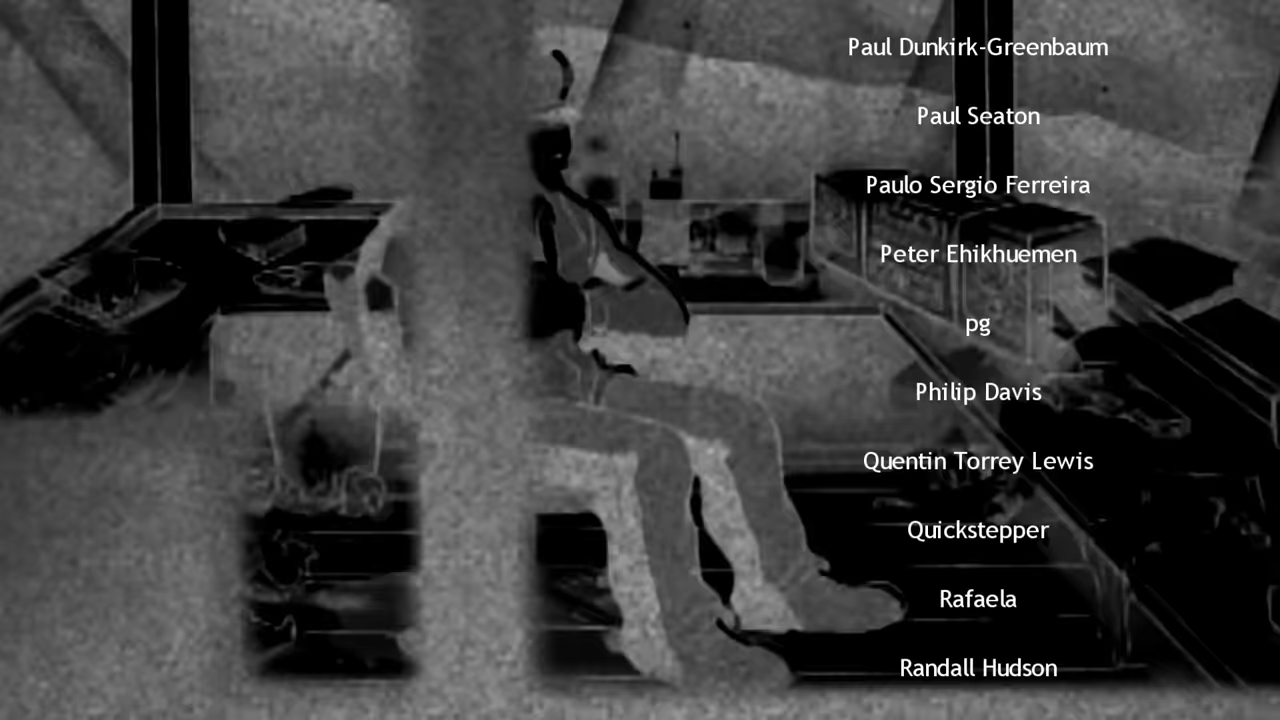 Paul Dunkirk-Greenbaum
Paul Seaton
Paulo Sergio Ferreira
Peter Ehikhuemen
pg
Philip Davis
Quentin Torrey Lewis
Quickstepper
Rafaela
Randall Hudson